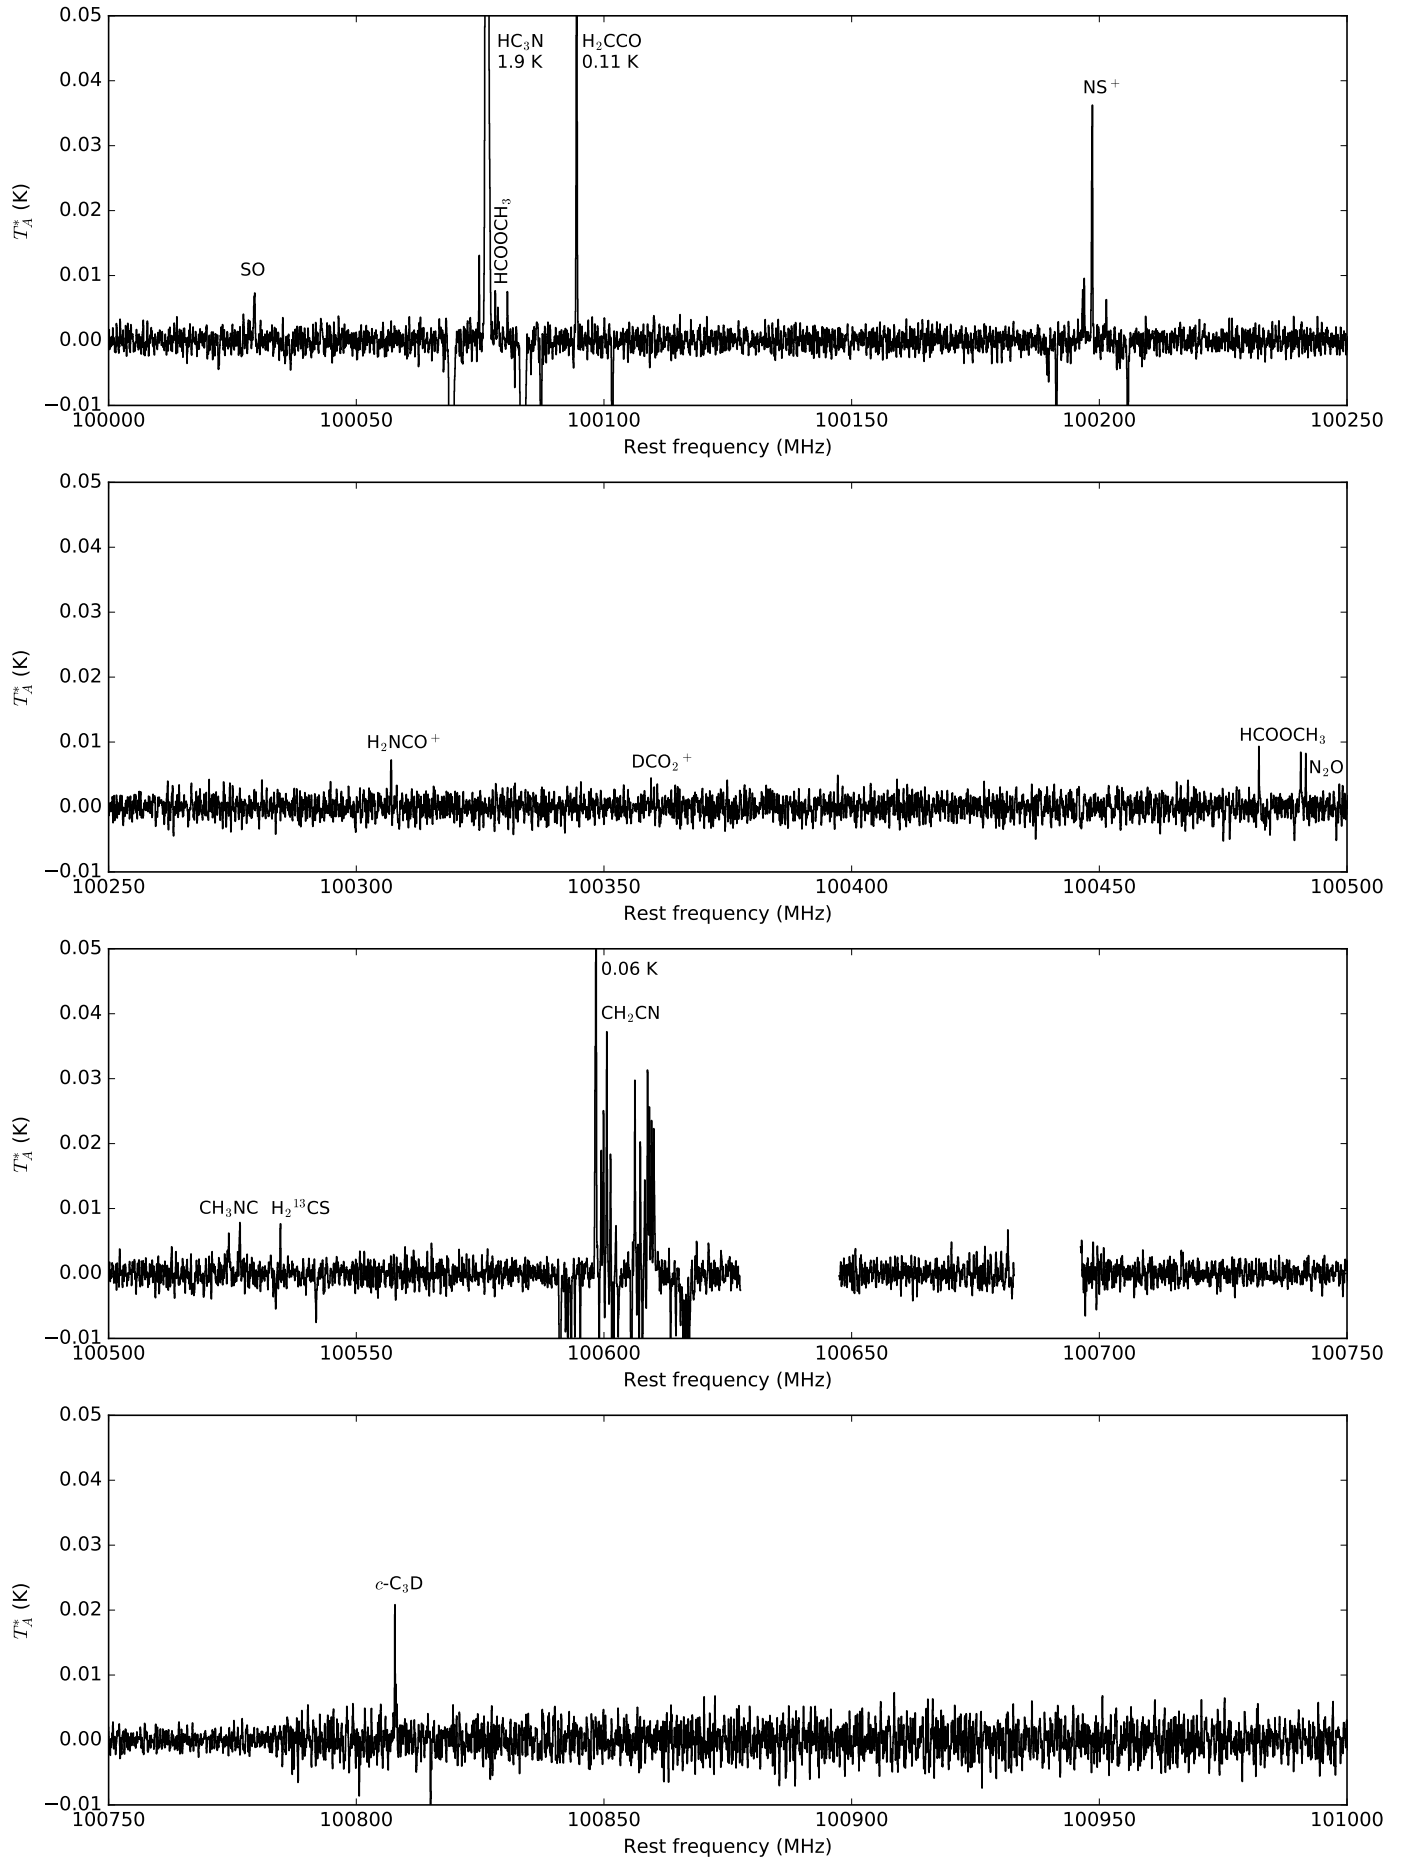 0.05
0.04
0.03
0.02
0.01
0.00
−0.01
T*A (K)
HC3N
1.9 K
H2CCO
0.11 K
NS+
HCOOCH3
SO
100000 100050 100100 100150 100200 100250
Rest frequency (MHz)
0.05
0.04
0.03
0.02
0.01
0.00
−0.01
T*A (K)
H2NCO+
DCO2+
HCOOCH3
N2O
100250 100300 100350 100400 100450 100500
Rest frequency (MHz)
0.05
0.04
0.03
0.02
0.01
0.00
−0.01
T*A (K)
0.06 K
CH2CN
CH3NC H213CS
100500 100550 100600 100650 100700 100750
Rest frequency (MHz)
0.05
0.04
0.03
0.02
0.01
0.00
−0.01
T*A (K)
c-C3D
100750 100800 100850 100900 100950 101000
Rest frequency (MHz)